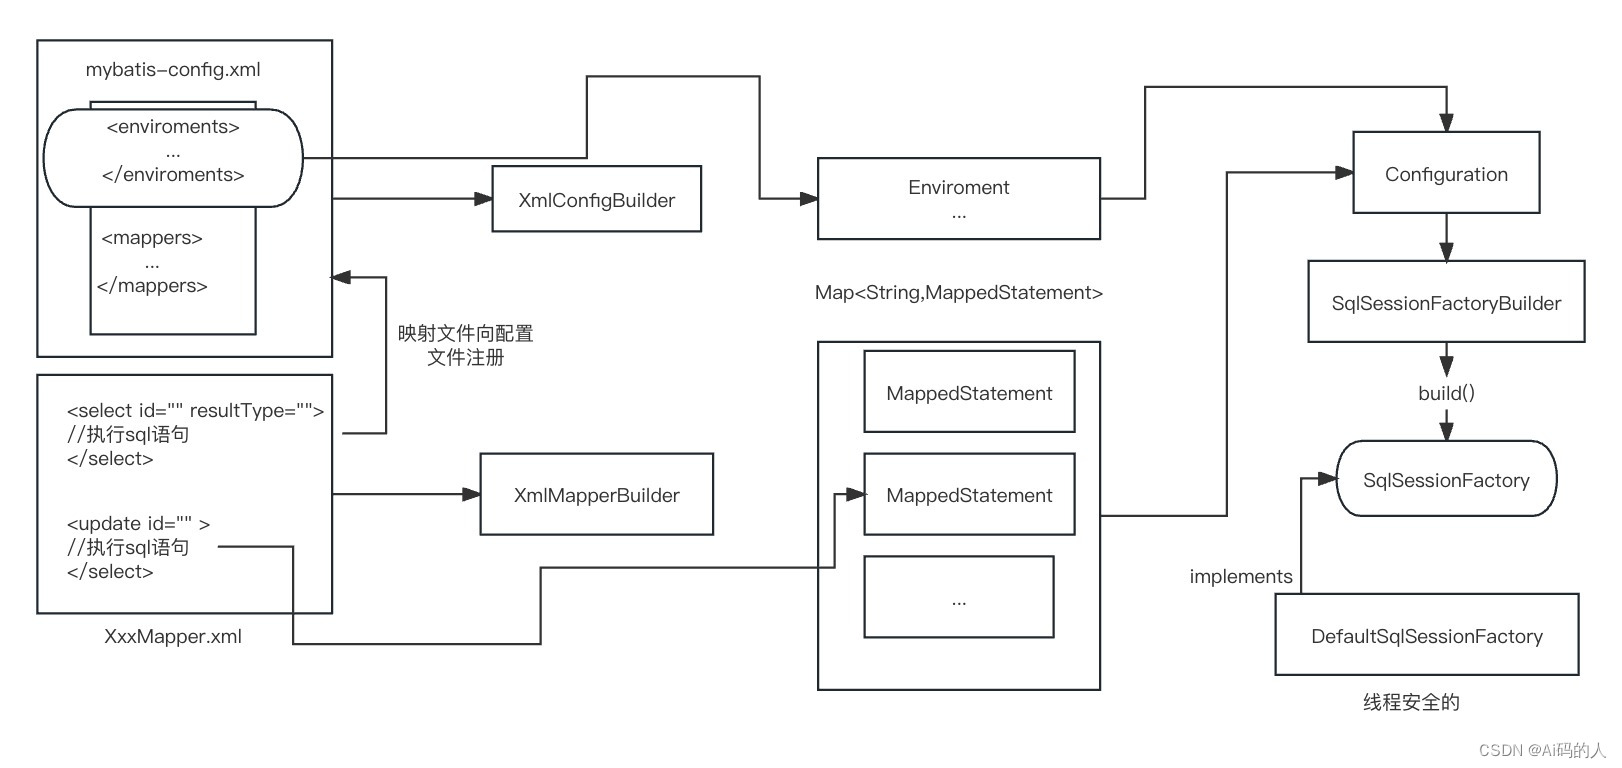 mybatis-config.xml
<enviroments>
...
</enviroments>
<mappers>
...
</mappers>
XmlConfigBuilder
映射文件向配置
文件注册
<select id="" resultType="">
//执行sql语句
</select>
<update id="" >
//执行sql语句
</select>
XxxMapper.xml
XmlMapperBuilder
Enviroment
...
Map<String,MappedStatement>
MappedStatement
MappedStatement
...
Configuration
SqlSessionFactoryBuilder
build()
SqlSessionFactory
implements
DefaultSqlSessionFactory
线程安全的
CSDN @Ai码的人